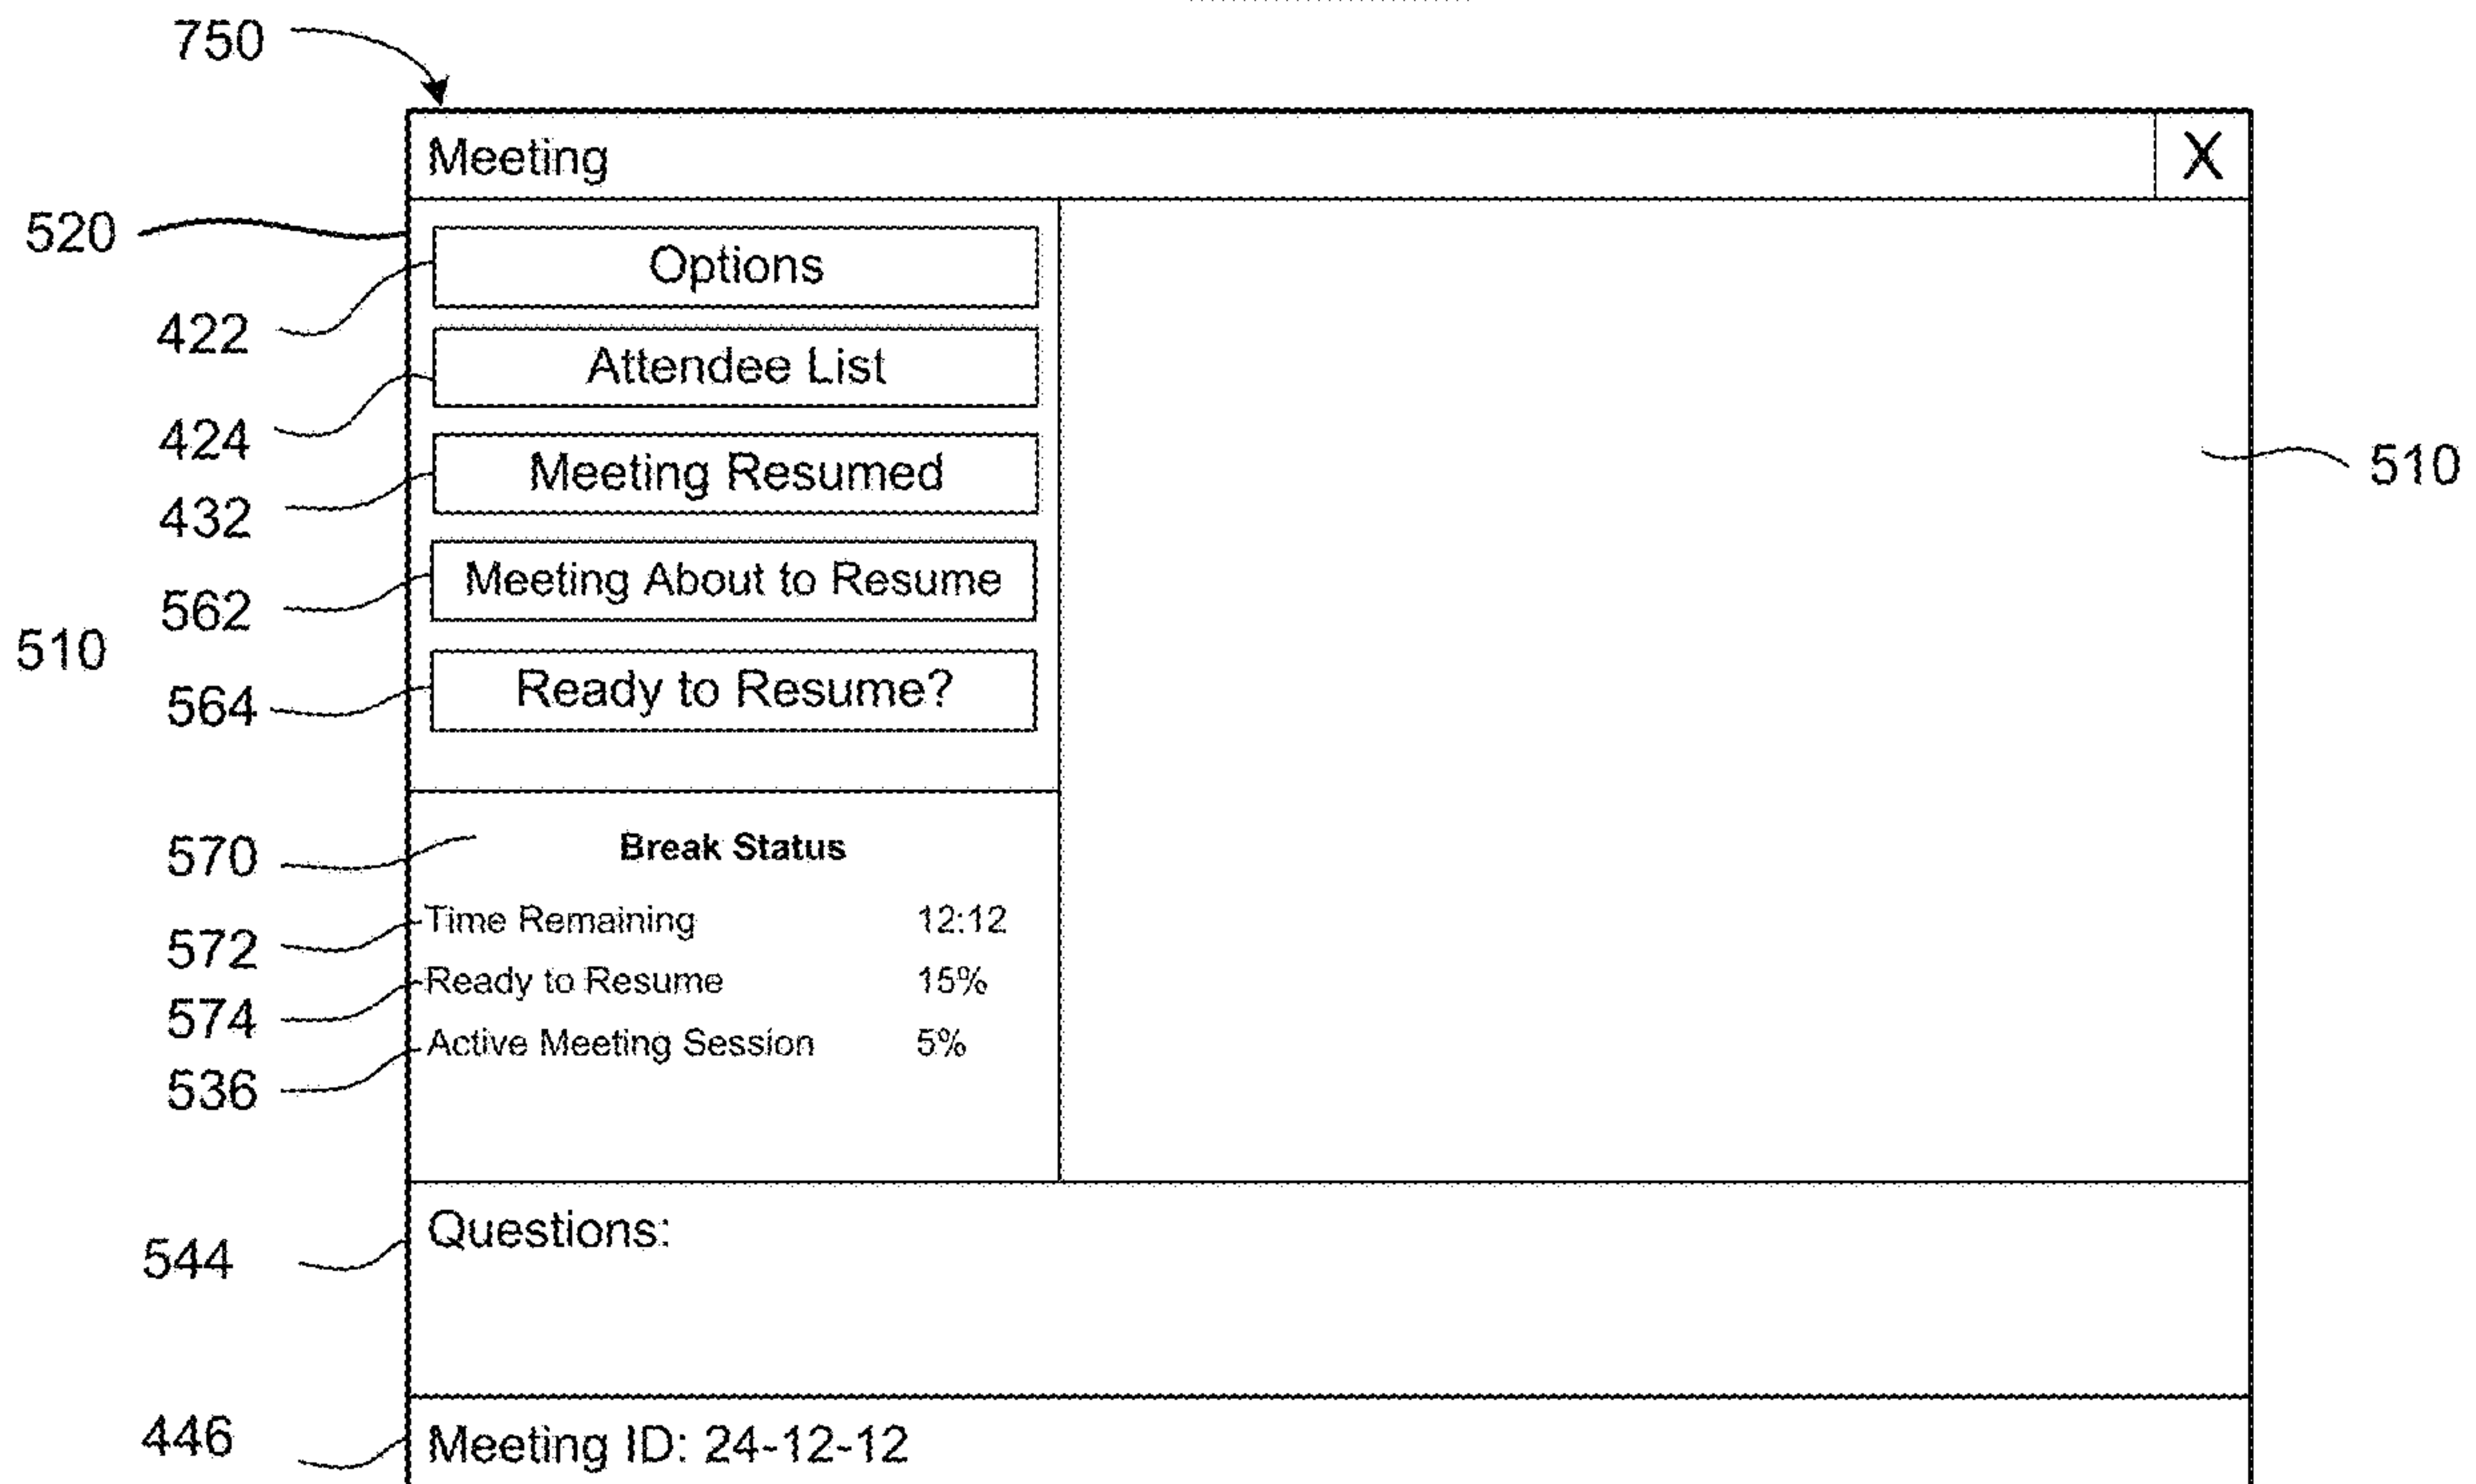 750
Meeting X
520
Options
422
Attendee List
424
Meeting Resumed
510
432
Meeting About to Resume
562
510
Ready to Resume?
564
570 Break Status
Time Remaining 12:12
572
Ready to Resume 15%
574
Active Meeting Session 5%
536
Questions:
544
446 Meeting ID: 24-12-12